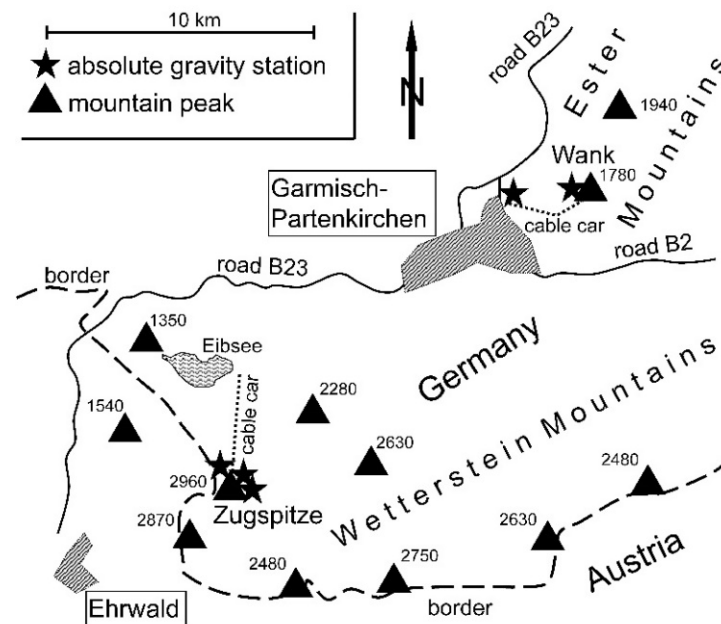 10 km
absolute gravity station
mountain peak
N
road B23
Ester
Mountains
1940
Wank
1780
Garmisch-
Partenkirchen
cable car
road B2
border
road B23
1350
Eibsee
Germany
1540
cable car
2280
2630
Wetterstein Mountains
2960
Zugspitze
2480
2870
2630
2480
2750
Austria
Ehrwald
border